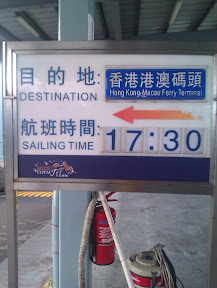 目的地:
DESTINATION
香港港澳碼頭
Hong Kong-Macau Ferry Terminal
航班時間:
SAILING TIME
17:30
COTAI